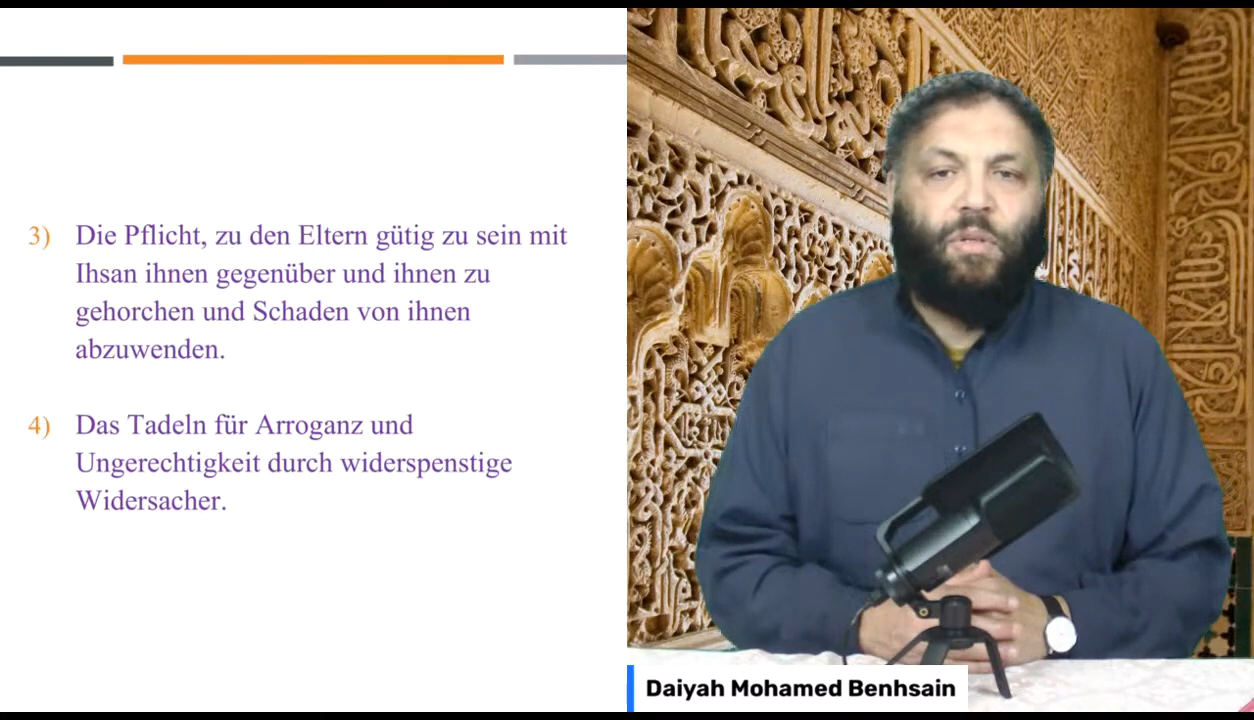 3) Die Pflicht, zu den Eltern gütig zu sein mit
Ihsan ihnen gegenüber und ihnen zu
gehorchen und Schaden von ihnen
abzuwenden.
4) Das Tadeln für Arroganz und
Ungerechtigkeit durch widerspenstige
Widersacher.
Daiyah Mohamed Benhsain